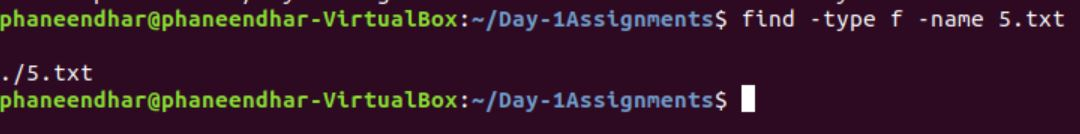 phaneendhar@phaneendhar-VirtualBox:~/Day-1Assignments$ find -type f -name 5.txt
./5.txt
phaneendhar@phaneendhar-VirtualBox:~/Day-1Assignments$